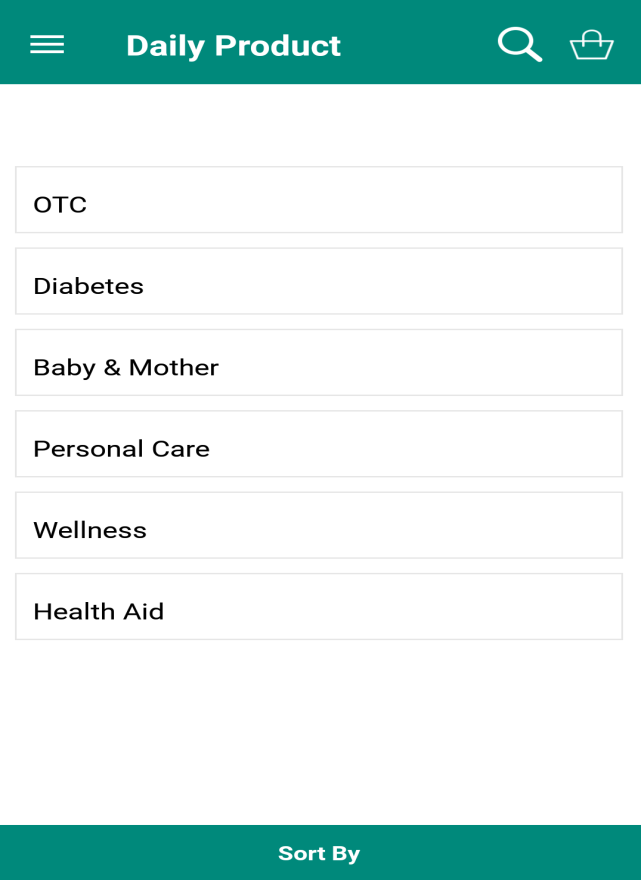 Daily Product
OTC
Diabetes
Baby & Mother
Personal Care
Wellness
Health Aid
Sort By